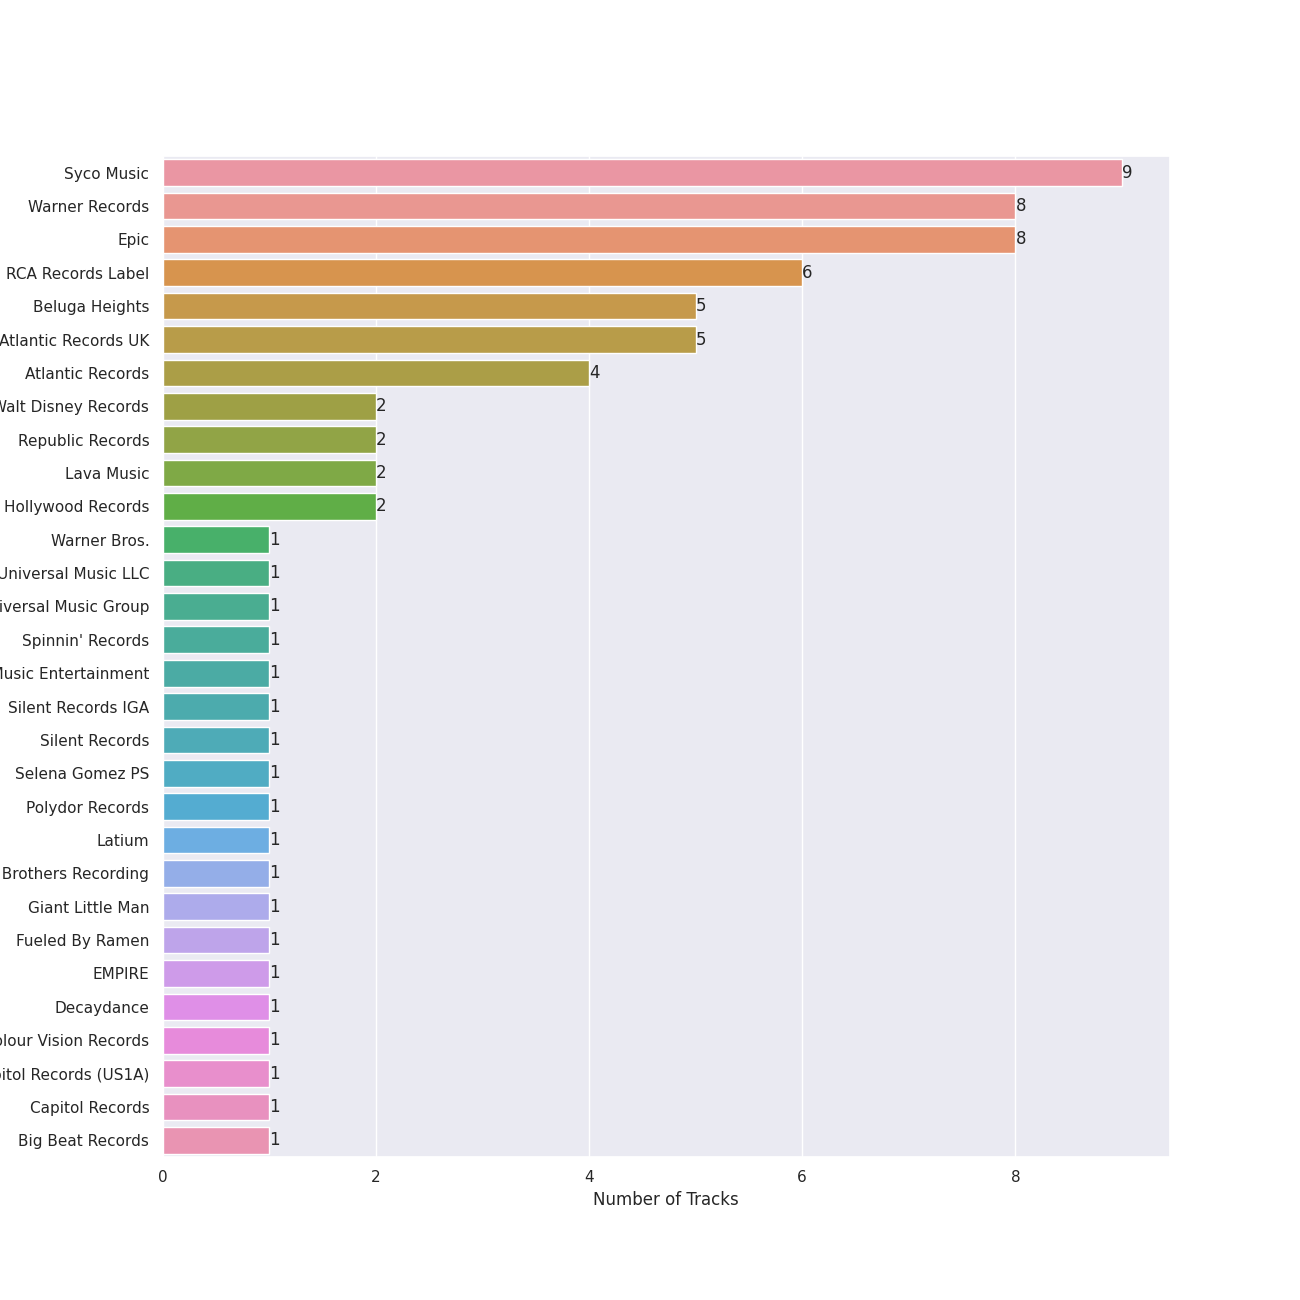 Syco Music 9
Warner Records 8
Epic 8
RCA Records Label 6
Beluga Heights 5
Atlantic Records UK 5
Atlantic Records 4
Disney Records 2
Republic Records 2
Lava Music 2
Hollywood Records 2
Warner Bros. 1
Universal Music LLC 1
Music Group 1
Spinnin' Records 1
Entertainment 1
Silent Records IGA 1
Silent Records 1
Selena Gomez PS 1
Polydor Records 1
Latium 1
Brothers Recording 1
Giant Little Man 1
Fueled By Ramen 1
EMPIRE 1
Decaydance 1
Vision Records 1
Records (US1A) 1
Capitol Records 1
Big Beat Records 1
0 2 4 6 8
Number of Tracks